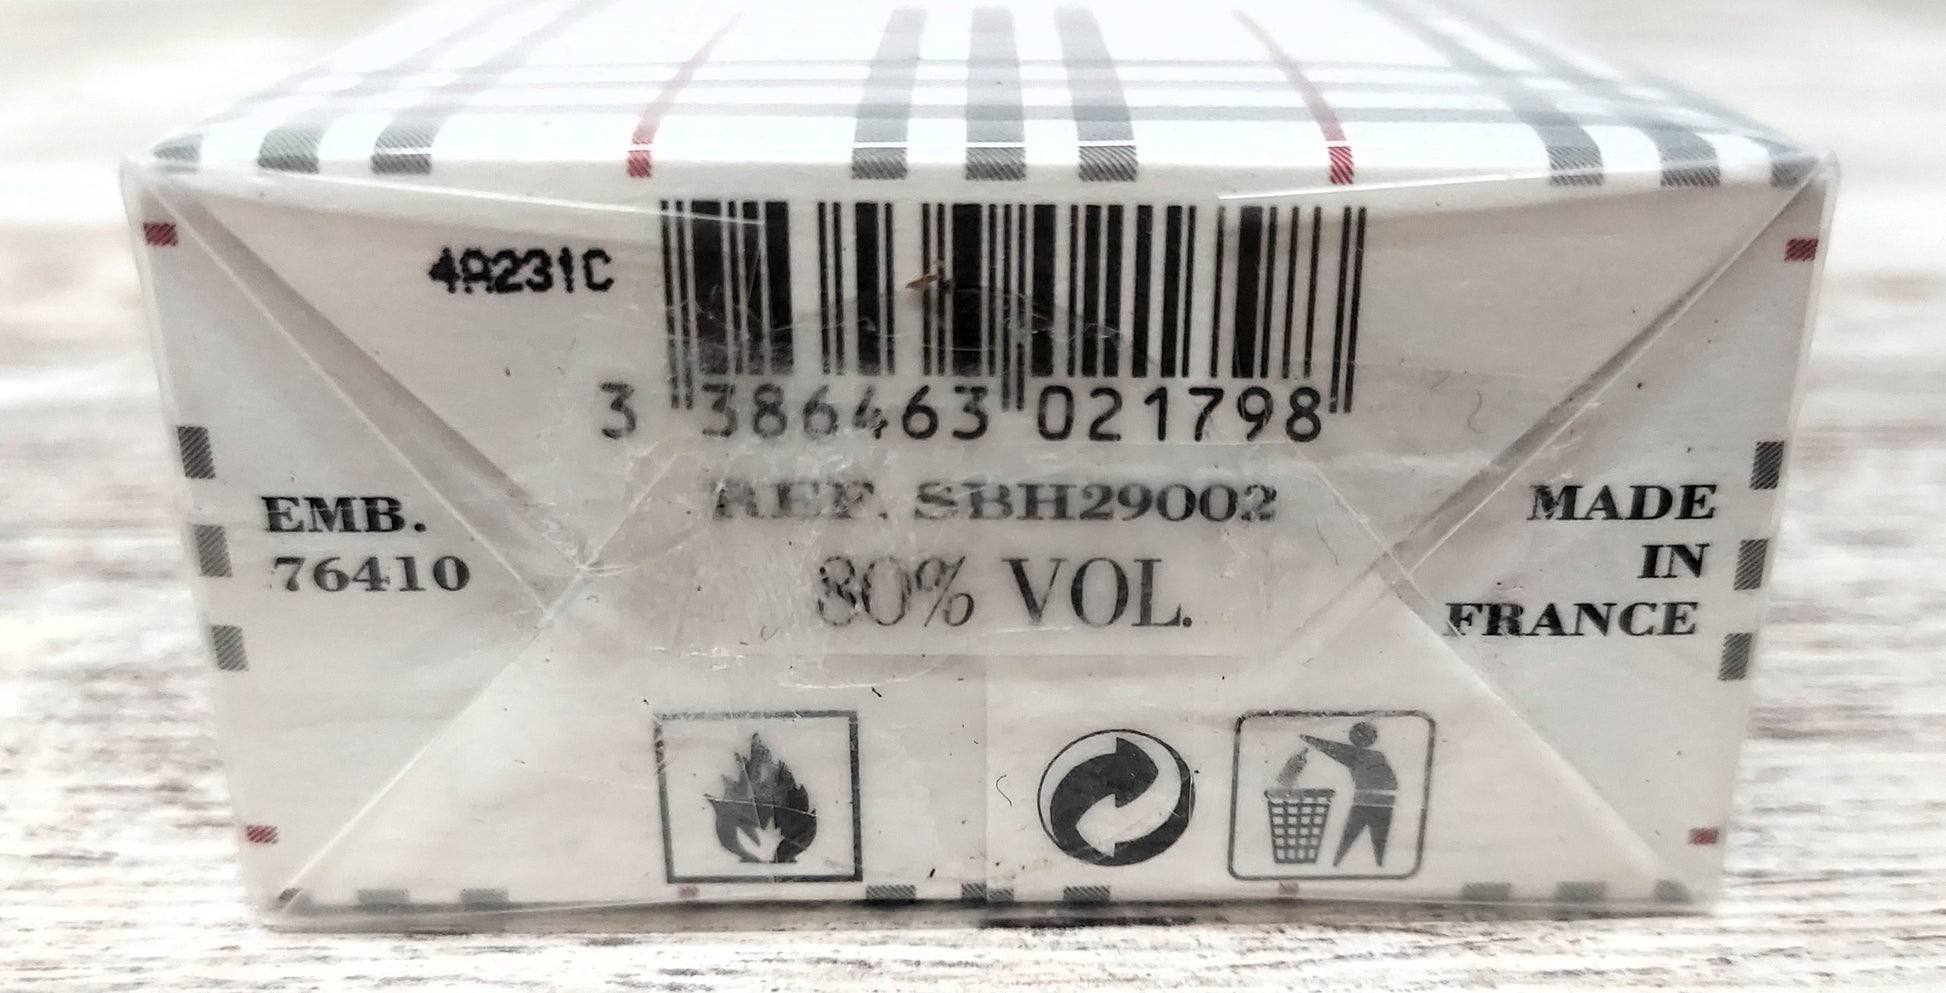 4A231C
3 386463 021798
REF. SBH29002
80% VOL.
EMB.
76410
MADE
IN
FRANCE